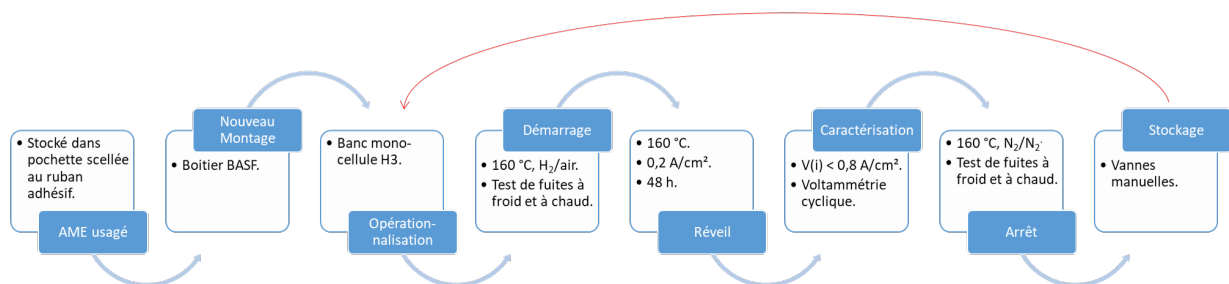 • Stocké dans
pochette scellée
au ruban
adhésif.
AME usagé
Nouveau
Montage
• Boitier BASF.
• Banc mono-
cellule H3.
Opération-
nalisation
Démarrage
• 160 °C, H₂/air.
• Test de fuites à
froid et à chaud.
• 160 °C.
• 0,2 A/cm².
• 48 h.
Réveil
Caractérisation
• V(i) < 0,8 A/cm².
• Voltammétrie
cyclique.
• 160 °C, N₂/N₂.
• Test de fuites à
froid et à chaud.
Arrêt
Stockage
• Vannes
manuelles.